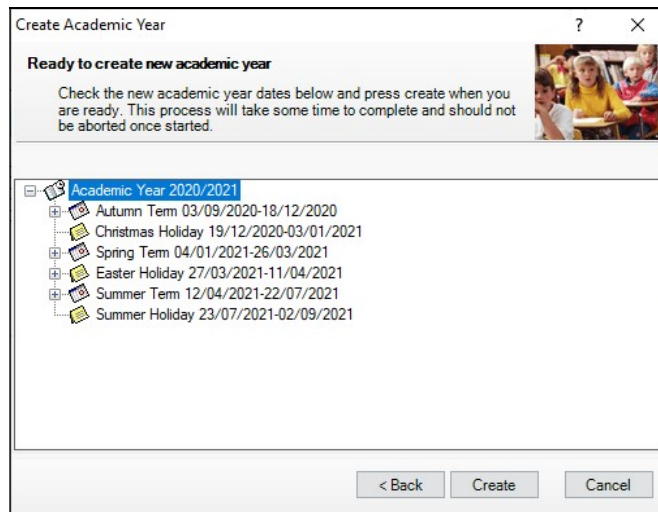 Create Academic Year
?
Ready to create new academic year
Check the new academic year dates below and press create when you
are ready. This process will take some time to complete and should not
be aborted once started.
Academic Year 2020/2021
Autumn Term 03/09/2020-18/12/2020
Christmas Holiday 19/12/2020-03/01/2021
Spring Term 04/01/2021-26/03/2021
Easter Holiday 27/03/2021-11/04/2021
Summer Term 12/04/2021-22/07/2021
Summer Holiday 23/07/2021-02/09/2021
< Back Create Cancel